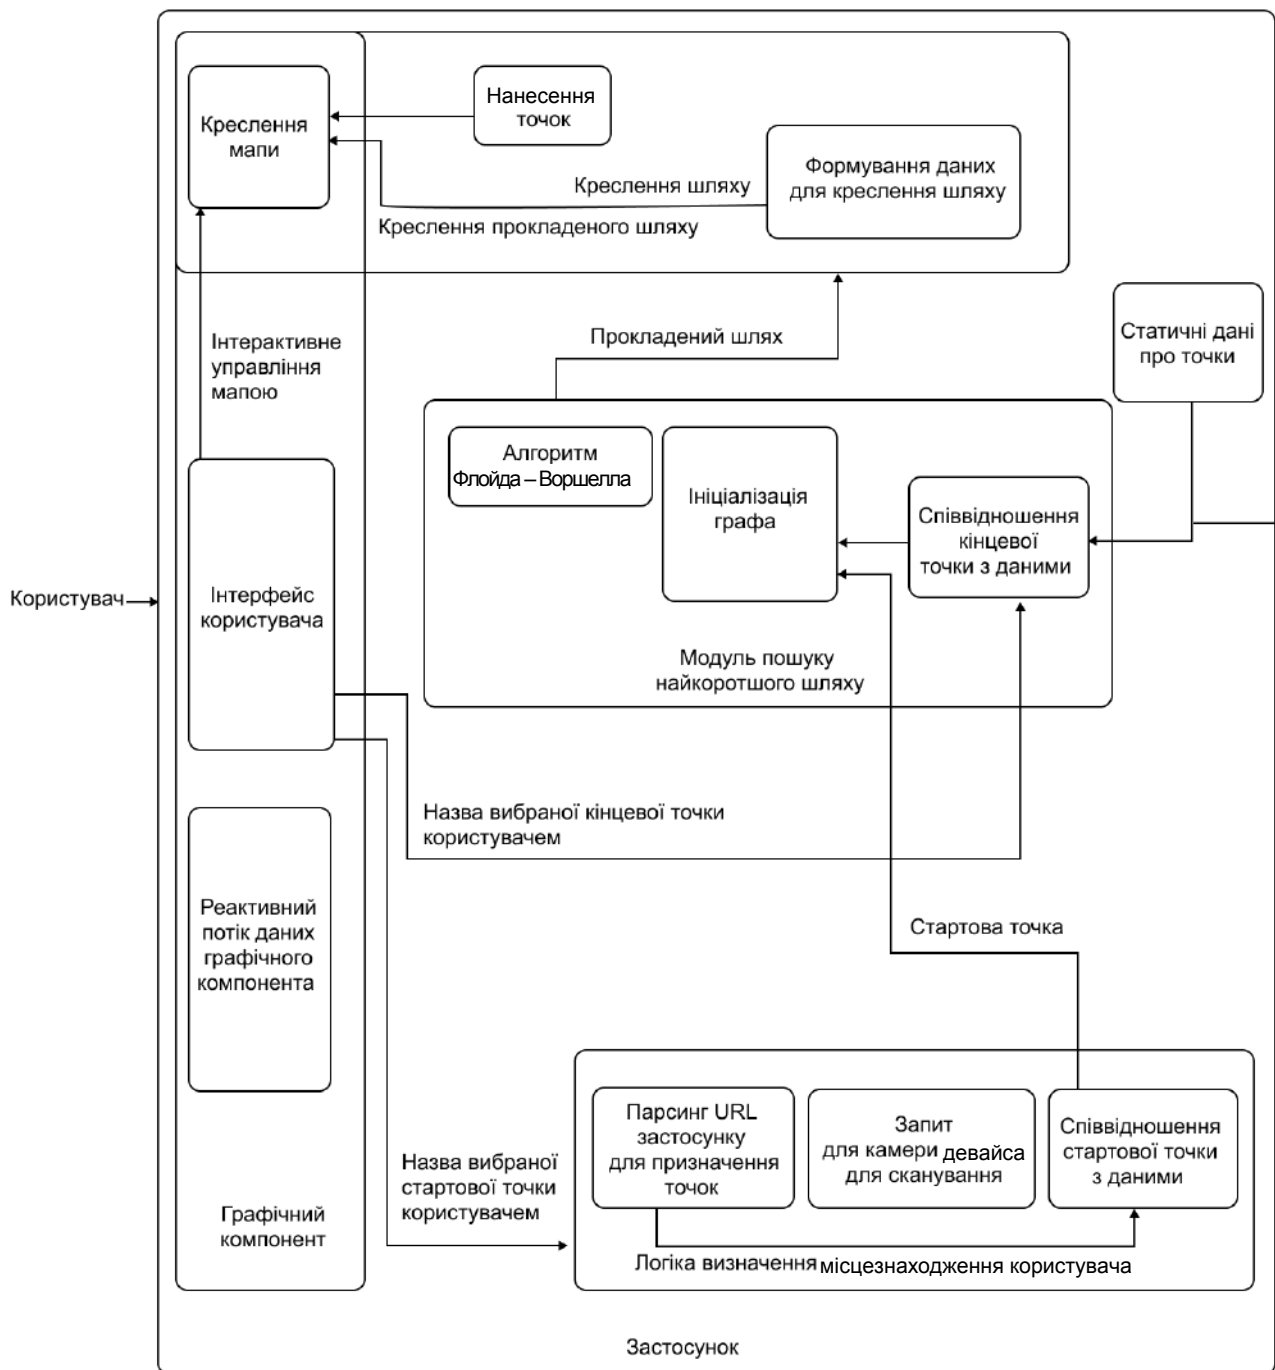 Креслення
мапи
Нанесення
точок
Формування даних
для креслення шляху
Креслення шляху
Креслення прокладеного шляху
Інтерактивне
управління
мапою
Прокладений шлях
Статичні дані
про точки
Алгоритм
Флойда – Воршелла
Ініціалізація
графа
Співвідношення
кінцевої
точки з даними
Модуль пошуку
найкоротшого шляху
Користувач
Інтерфейс
користувача
Назва вибраної кінцевої точки
користувачем
Реактивний
потік даних
графічного
компонента
Стартова точка
Назва вибраної
стартової точки
користувачем
Парсинг URL
застосунку
для призначення
точок
Запит
для камери девайса
для сканування
Співвідношення
стартової точки
з даними
Логіка визначення місцезнаходження користувача
Графічний
компонент
Застосунок